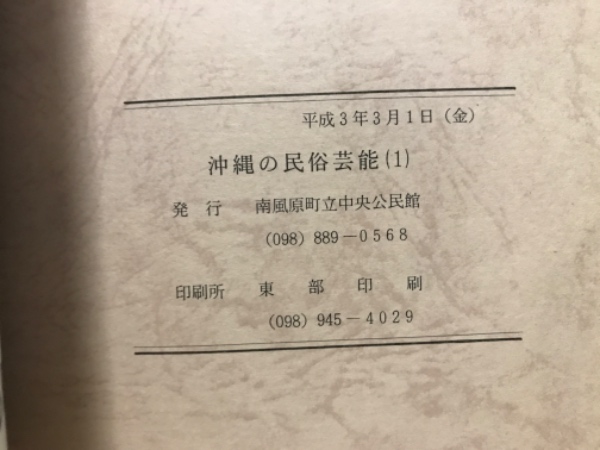 平成3年3月1日（金）
沖縄の民俗芸能(1)
発行 南風原町立中央公民館
(098) 889－0568
印刷所 東部印刷
(098) 945－4029